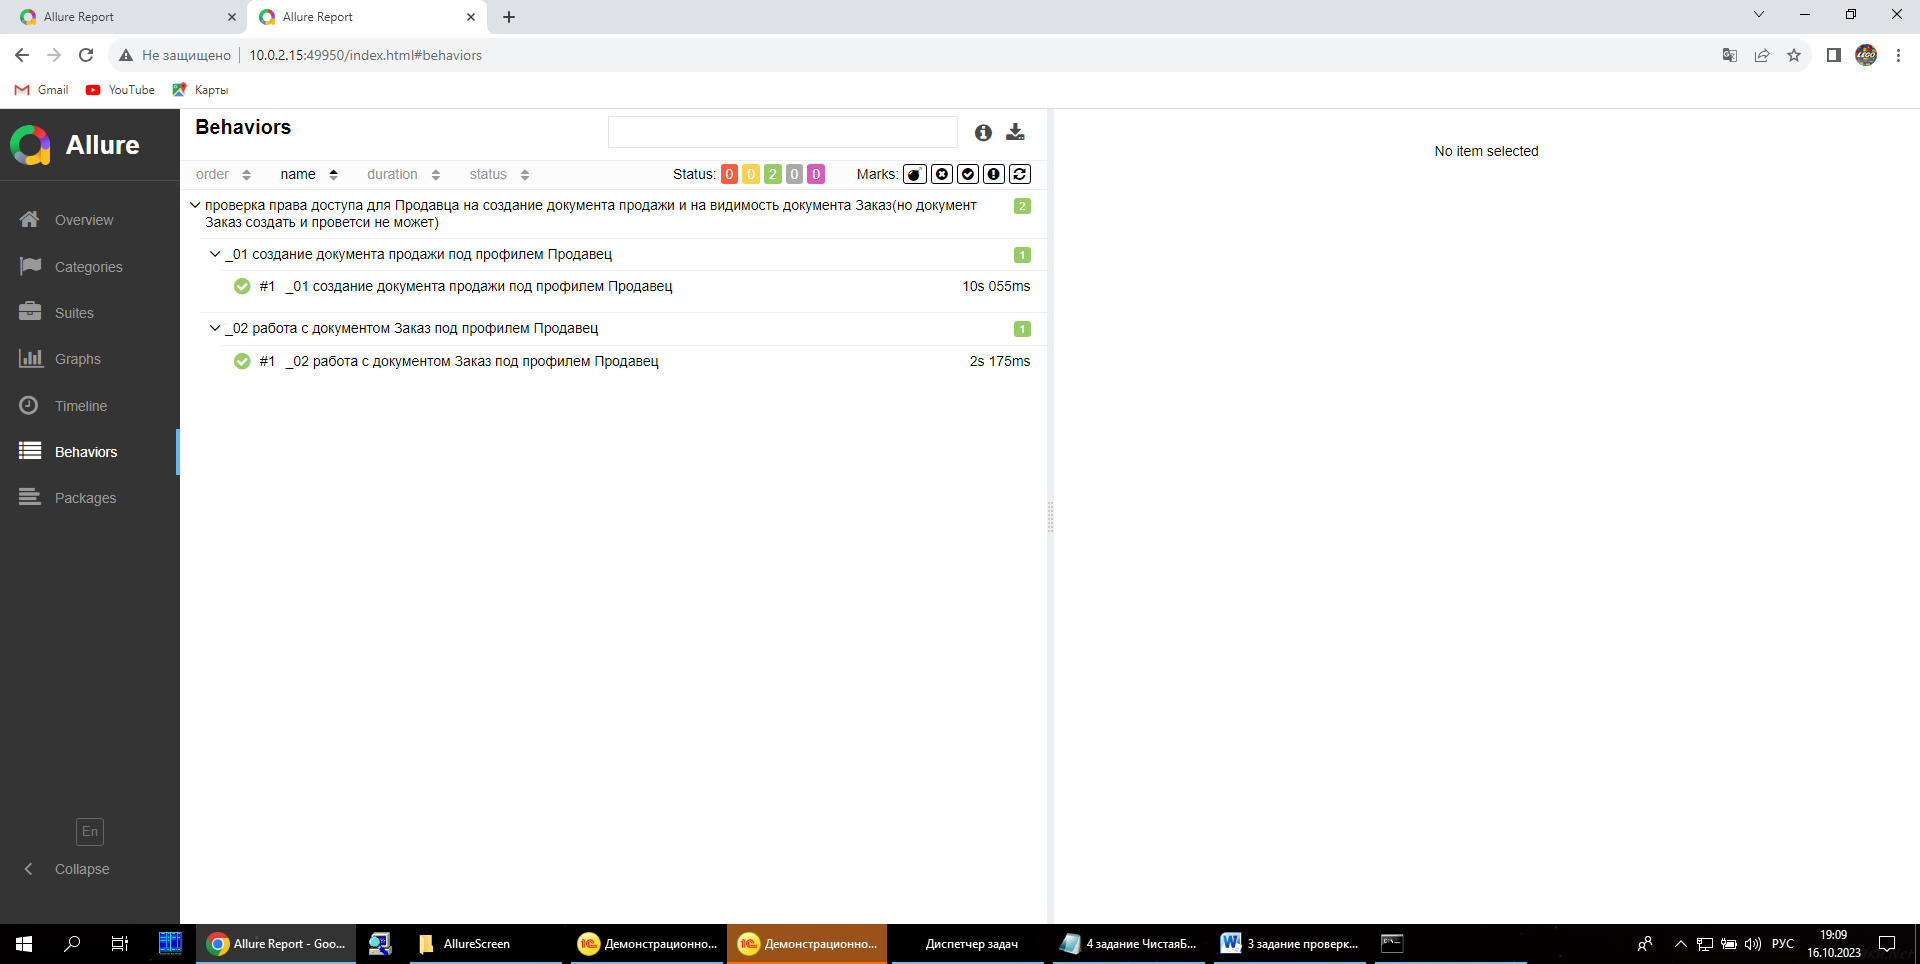 Allure Report
Allure Report
Не защищено
10.0.2.15:49950/index.html#behaviors
Gmail
YouTube
Карты
Allure
Overview
Categories
Suites
Graphs
Timeline
Behaviors
Packages
En
Collapse
Behaviors
order name duration status Status: 0 0 2 0 0 Marks:
проверка права доступа для Продавца на создание документа продажи и на видимость документа Заказ(но документ 2
Заказ создать и проветси не может)
_01 создание документа продажи под профилем Продавец 1
#1 _01 создание документа продажи под профилем Продавец 10s 055ms
_02 работа с документом Заказ под профилем Продавец 1
#1 _02 работа с документом Заказ под профилем Продавец 2s 175ms
No item selected
Allure Report - Goo...
AllureScreen
Демонстрационно...
Демонстрационно...
Диспетчер задач
4 задание ЧистаяБ...
3 задание проверк...
РУС
19:09
16.10.2023